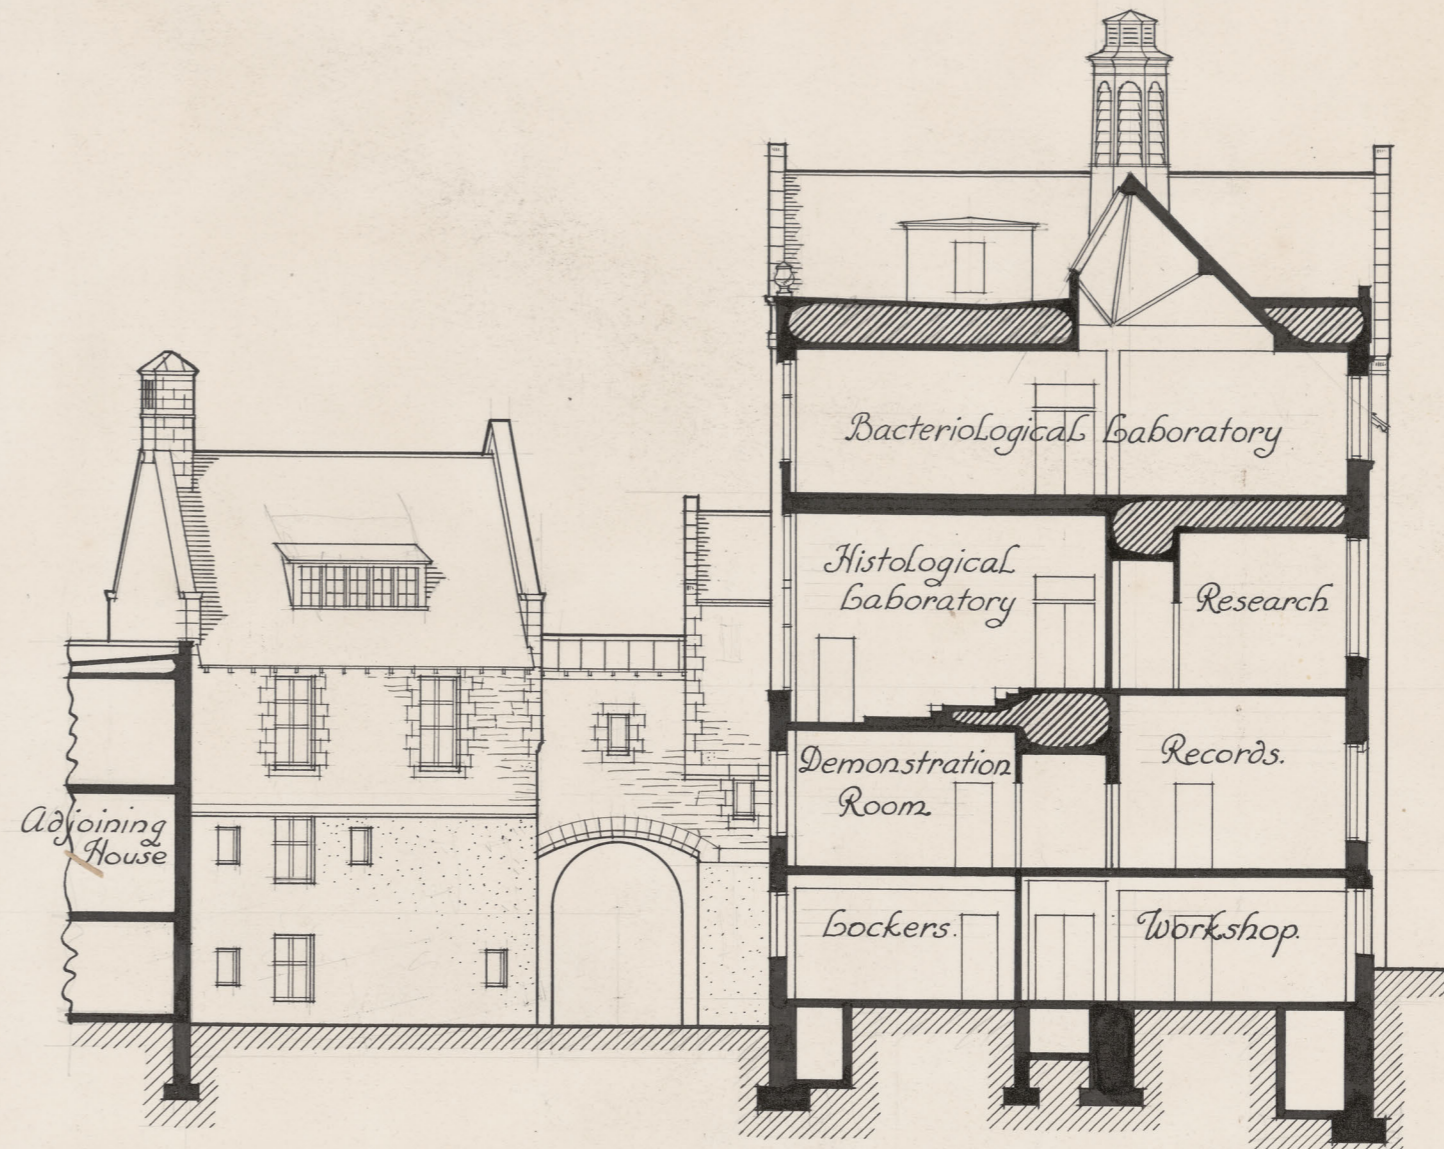 Bacteriological Laboratory
Histological
Laboratory
Research
Demonstration
Room
Records.
Adjoining
House
Lockers.
Workshop.